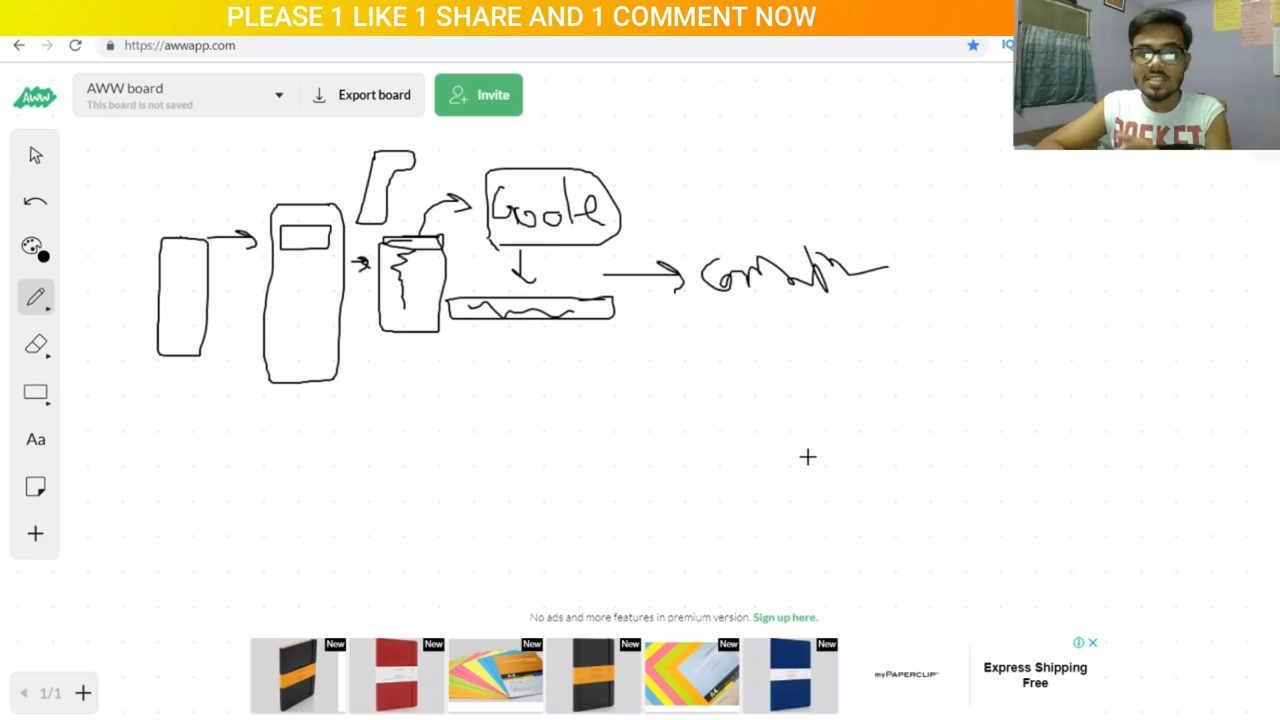 PLEASE 1 LIKE 1 SHARE AND 1 COMMENT NOW
https://awwapp.com
IQ
AWW
AWW board
This board is not saved
Export board
Invite
ROCKET
Goole
Aa
No ads and more features in premium version. Sign up here.
New
New
New
New
New
New
myPAPERCLIP
Express Shipping
Free
1/1